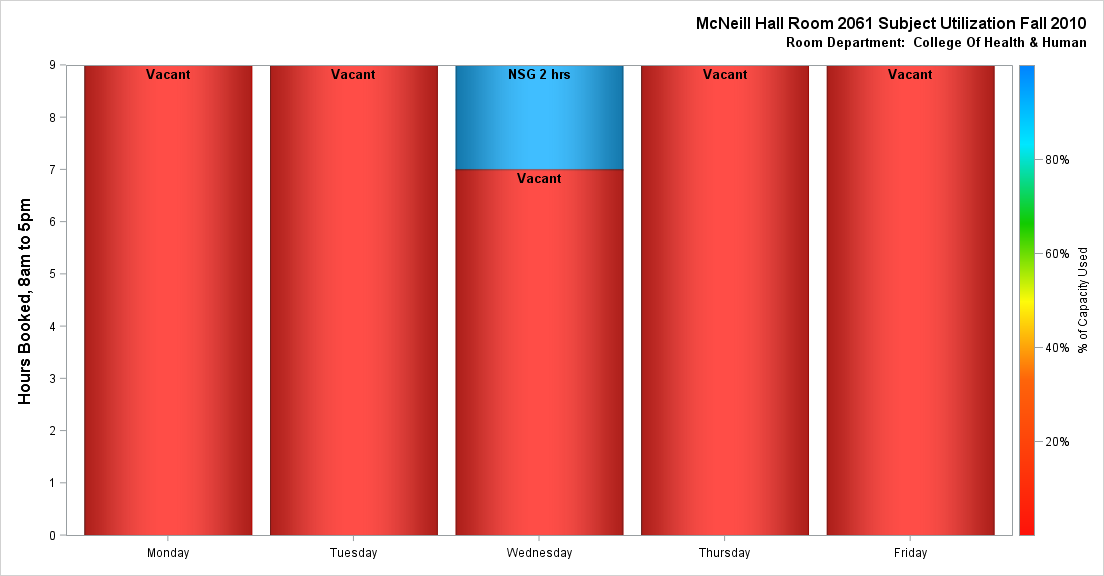 McNeill Hall Room 2061 Subject Utilization Fall 2010
Room Department:  College Of Health & Human
Hours Booked, 8am to 5pm
9
8
7
6
5
4
3
2
1
0
Vacant
Vacant
NSG 2 hrs
Vacant
Vacant
Vacant
Monday
Tuesday
Wednesday
Thursday
Friday
80%
60%
40%
20%
% of Capacity Used